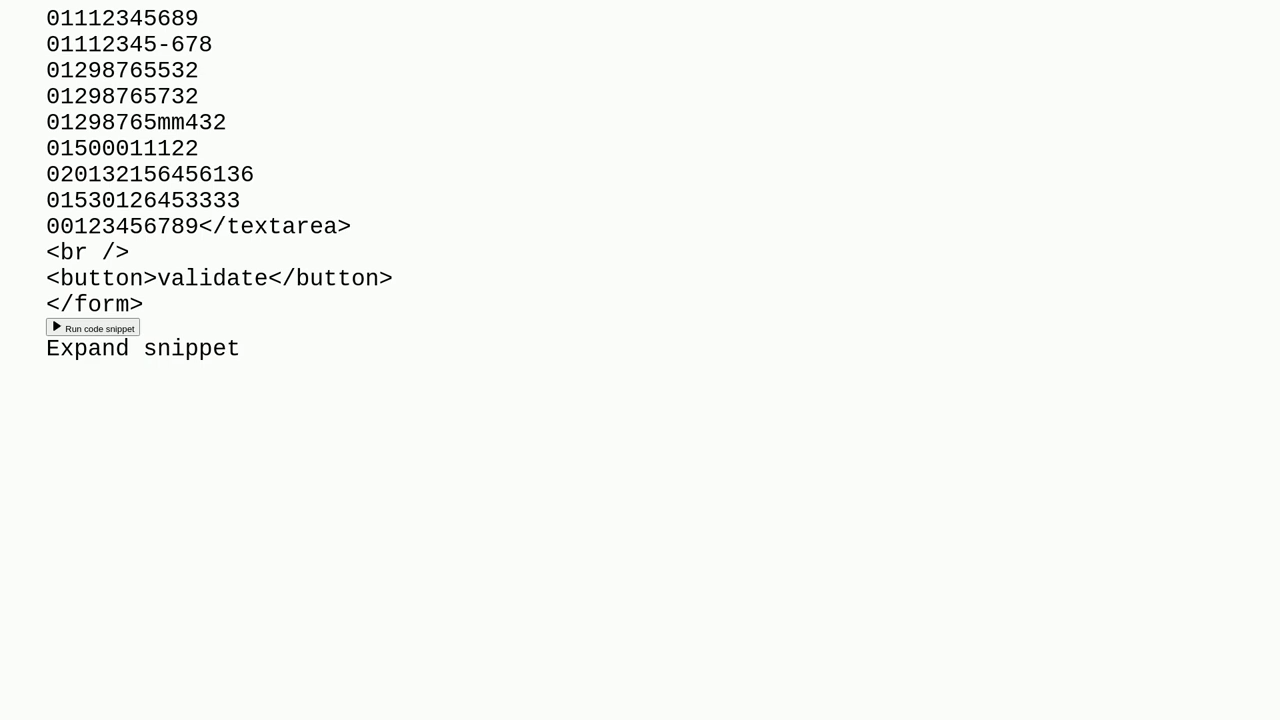 01112345689
01112345-678
01298765532
01298765732
01298765mm432
01500011122
020132156456136
01530126453333
00123456789</textarea>
<br />
<button>validate</button>
</form>
Run code snippet
Expand snippet